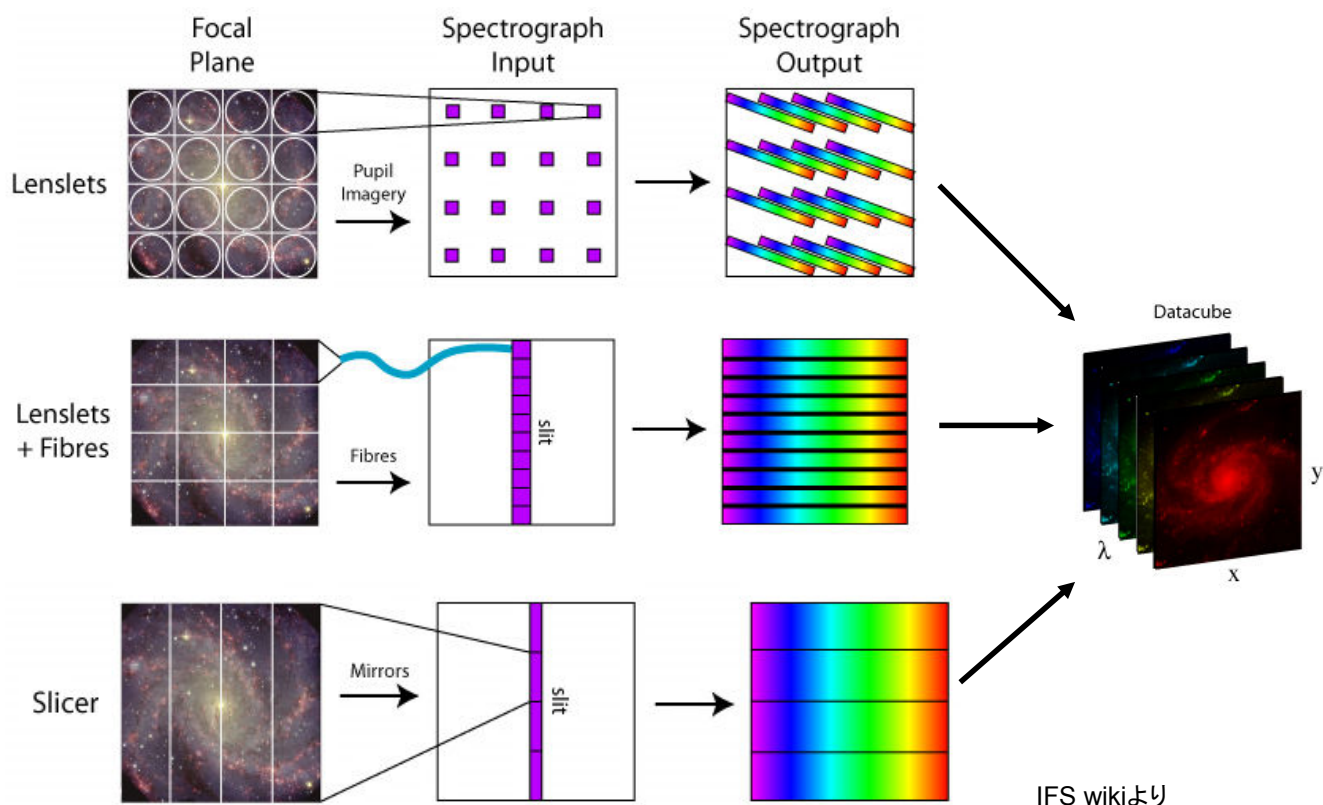 Focal
Plane
Spectrograph
Input
Spectrograph
Output
Lenslets
Pupil
Imagery
Datacube
Lenslets
+ Fibres
Fibres
slit
y
λ
x
Slicer
Mirrors
slit
IFS wikiより